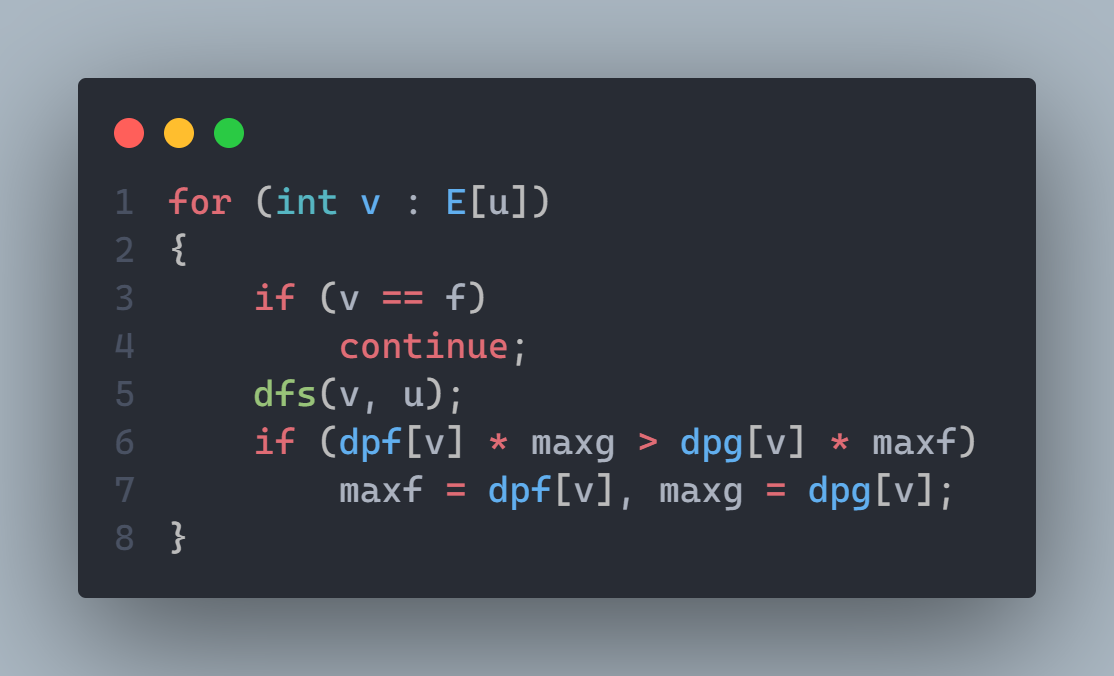 1 for (int v : E[u])
2 {
3     if (v == f)
4         continue;
5     dfs(v, u);
6     if (dpf[v] * maxg > dpg[v] * maxf)
7         maxf = dpf[v], maxg = dpg[v];
8 }